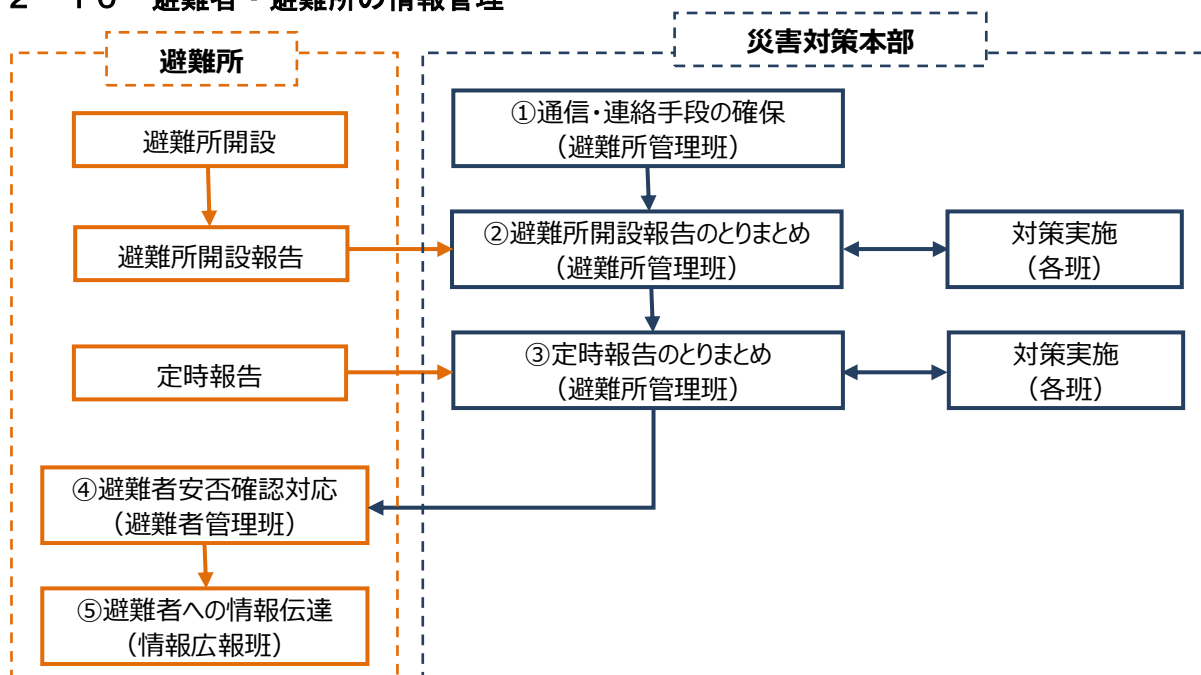 ２－１０ 避難者・避難所の情報管理
避難所
災害対策本部
避難所開設
①通信・連絡手段の確保
（避難所管理班）
避難所開設報告
②避難所開設報告のとりまとめ
（避難所管理班）
対策実施
（各班）
定時報告
③定時報告のとりまとめ
（避難所管理班）
対策実施
（各班）
④避難者安否確認対応
（避難者管理班）
⑤避難者への情報伝達
（情報広報班）